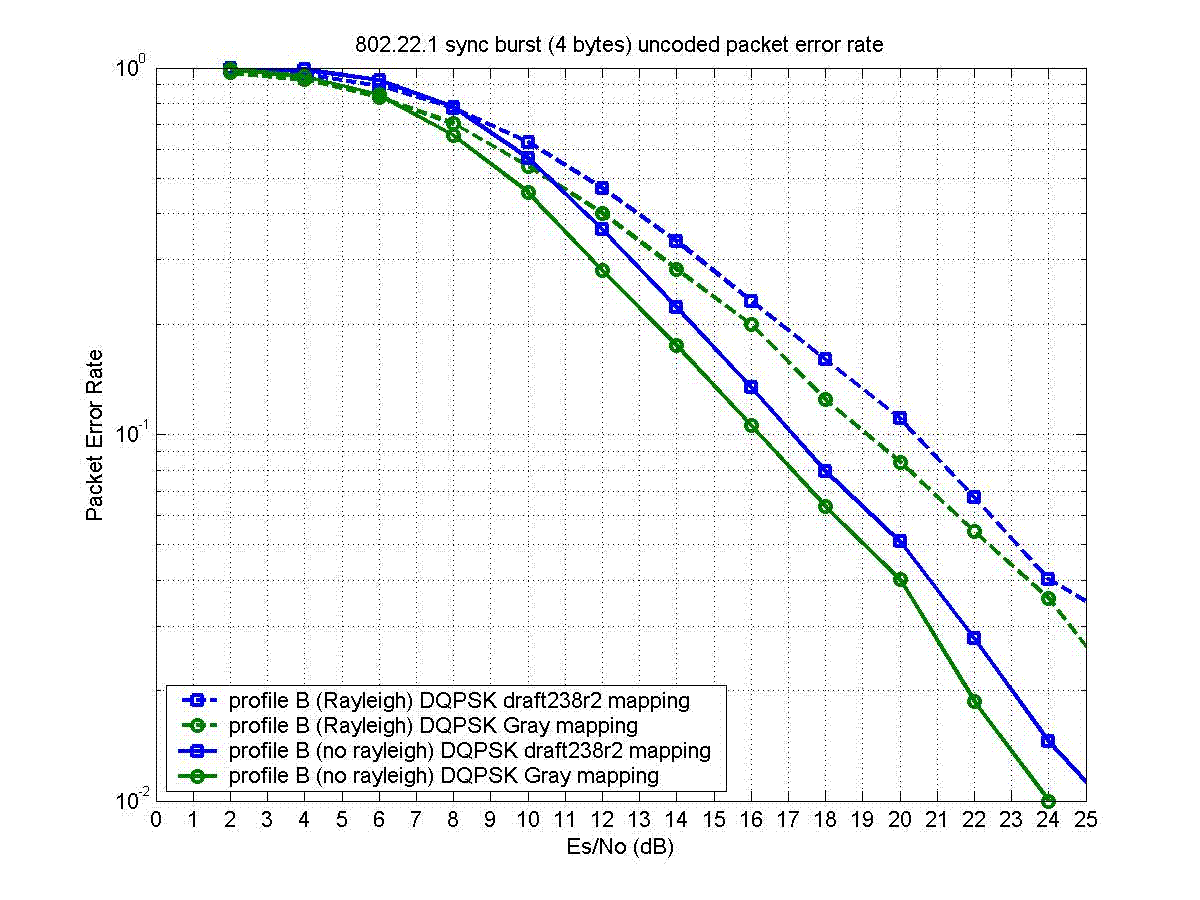 802.22.1 sync burst (4 bytes) uncoded packet error rate
10^0
10^-1
10^-2
Packet Error Rate
profile B (Rayleigh) DQPSK draft238r2 mapping
profile B (Rayleigh) DQPSK Gray mapping
profile B (no rayleigh) DQPSK draft238r2 mapping
profile B (no rayleigh) DQPSK Gray mapping
0 1 2 3 4 5 6 7 8 9 10 11 12 13 14 15 16 17 18 19 20 21 22 23 24 25
Es/No (dB)